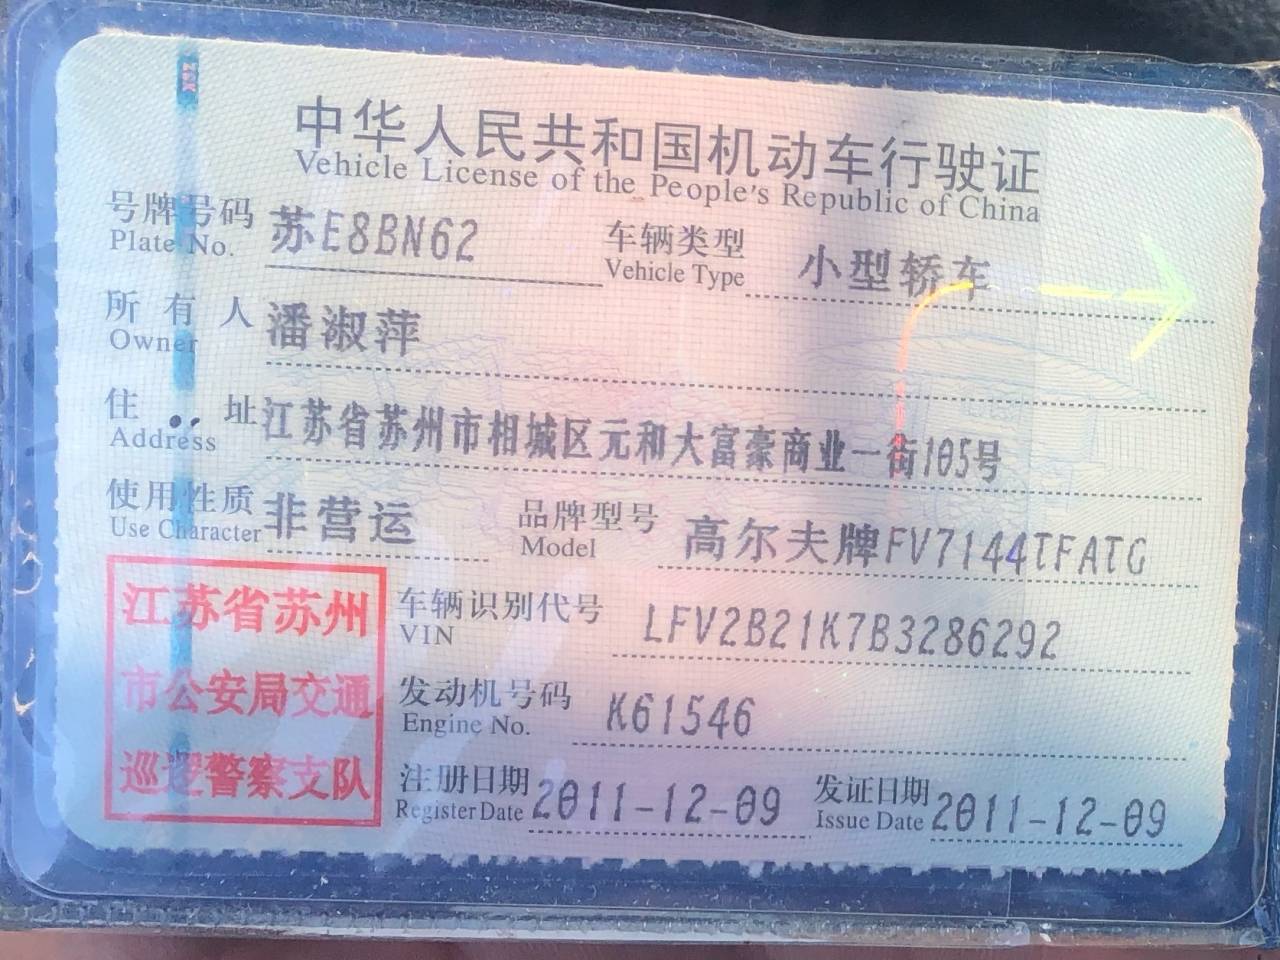 中华人民共和国机动车行驶证
Vehicle License of the People's Republic of China
号牌号码 苏E8BN62 车辆类型 小型轿车
Plate No. Vehicle Type
所有人 潘淑萍
Owner
住址 江苏省苏州市相城区元和大富豪商业一街105号
Address
使用性质 非营运 品牌型号 高尔夫牌FV7144TFATG
Use Character Model
江苏省苏州
市公安局交通
巡逻警察支队
车辆识别代号 LFV2B21K7B3286292
VIN
发动机号码 K61546
Engine No.
注册日期 2011-12-09 发证日期 2011-12-09
Register Date Issue Date